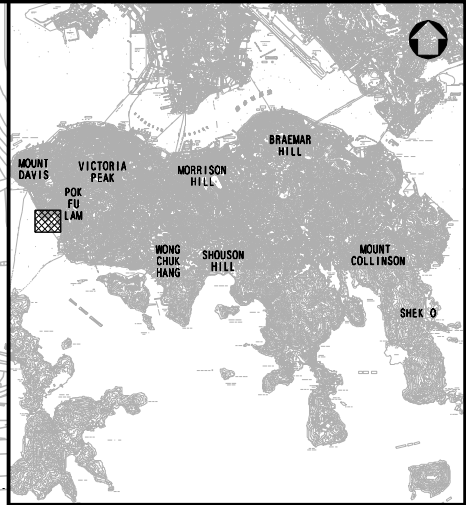 BRAEMAR
HILL
MOUNT
DAVIS
VICTORIA
PEAK
MORRISON
HILL
POK
FU
LAM
WONG
CHUK
HANG
SHOUSON
HILL
MOUNT
COLLINSON
SHEK O